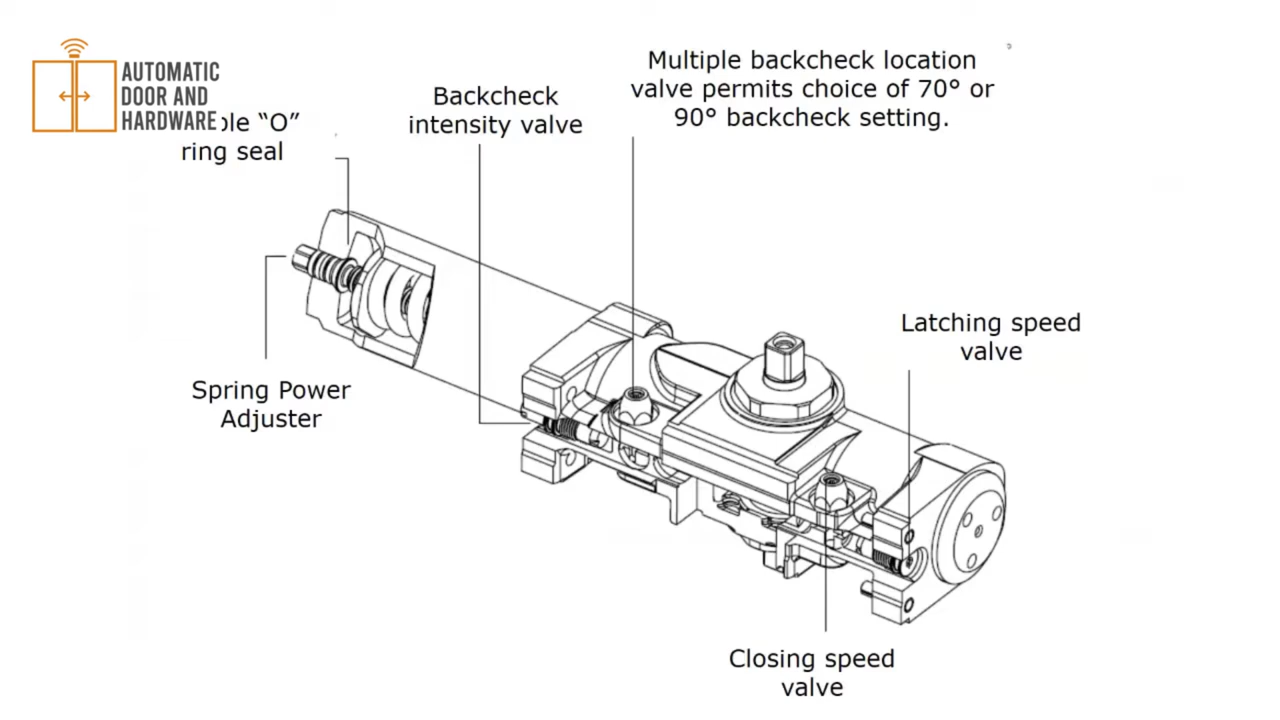 AUTOMATIC
DOOR AND
HARDWARE
“O”
ring seal
Backcheck
intensity valve
Multiple backcheck location
valve permits choice of 70° or
90° backcheck setting.
Latching speed
valve
Spring Power
Adjuster
Closing speed
valve